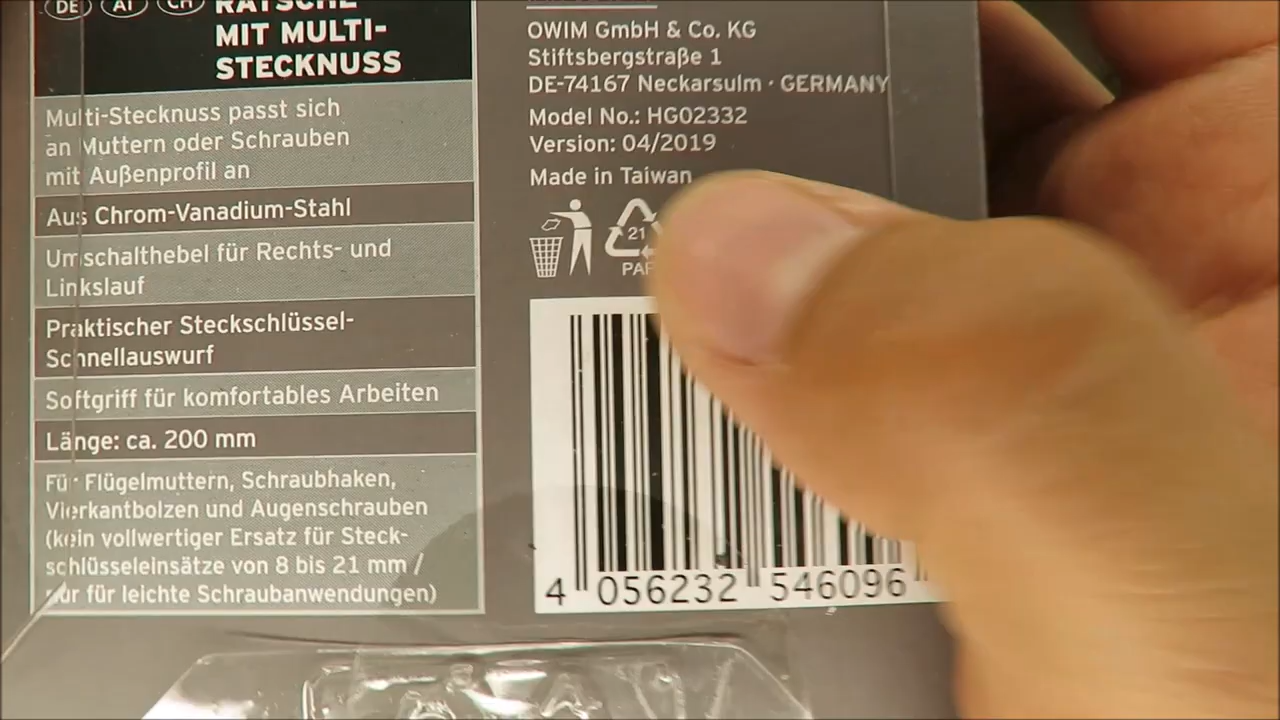 DE AT CH
RATSCHE
MIT MULTI-
STECKNUSS
Multi-Stecknuss passt sich
an Muttern oder Schrauben
mit Außenprofil an
Aus Chrom-Vanadium-Stahl
Umschalthebel für Rechts- und
Linkslauf
Praktischer Steckschlüssel-
Schnellauswurf
Softgriff für komfortables Arbeiten
Länge: ca. 200 mm
Für Flügelmuttern, Schraubhaken,
Vierkantbolzen und Augenschrauben
(kein vollwertiger Ersatz für Steck-
schlüsseleinsätze von 8 bis 21 mm /
nur für leichte Schraubanwendungen)
OWIM GmbH & Co. KG
Stiftsbergstraße 1
DE-74167 Neckarsulm · GERMANY
Model No.: HG02332
Version: 04/2019
Made in Taiwan
21
4 056232 546096